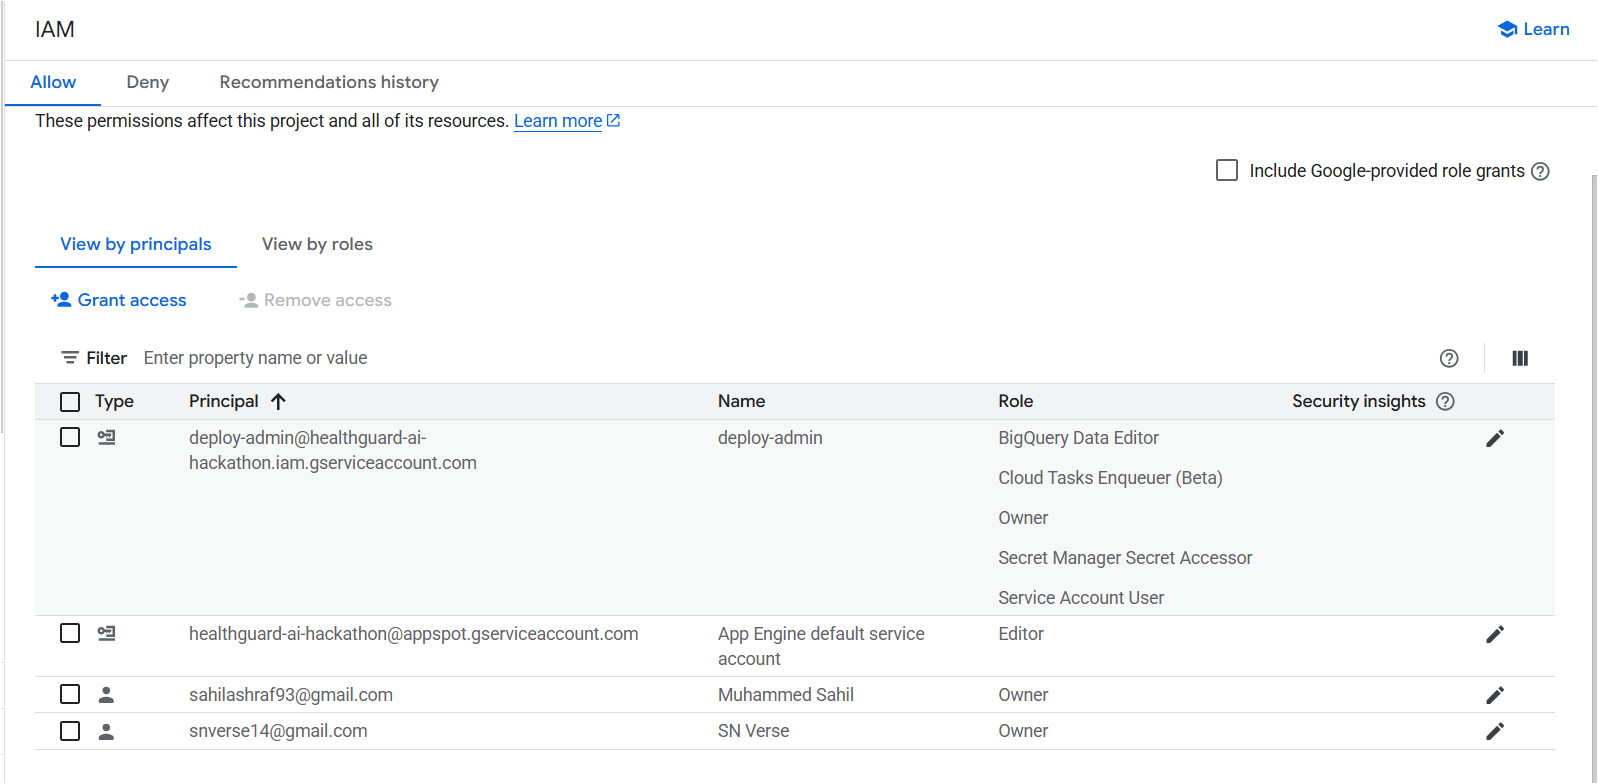 IAM
Learn
Allow Deny Recommendations history
These permissions affect this project and all of its resources. Learn more
Include Google-provided role grants
View by principals View by roles
Grant access Remove access
Filter Enter property name or value
Type Principal Name Role Security insights
deploy-admin@healthguard-ai-hackathon.iam.gserviceaccount.com deploy-admin BigQuery Data Editor
Cloud Tasks Enqueuer (Beta)
Owner
Secret Manager Secret Accessor
Service Account User
healthguard-ai-hackathon@appspot.gserviceaccount.com App Engine default service account Editor
sahilashraf93@gmail.com Muhammed Sahil Owner
snverse14@gmail.com SN Verse Owner